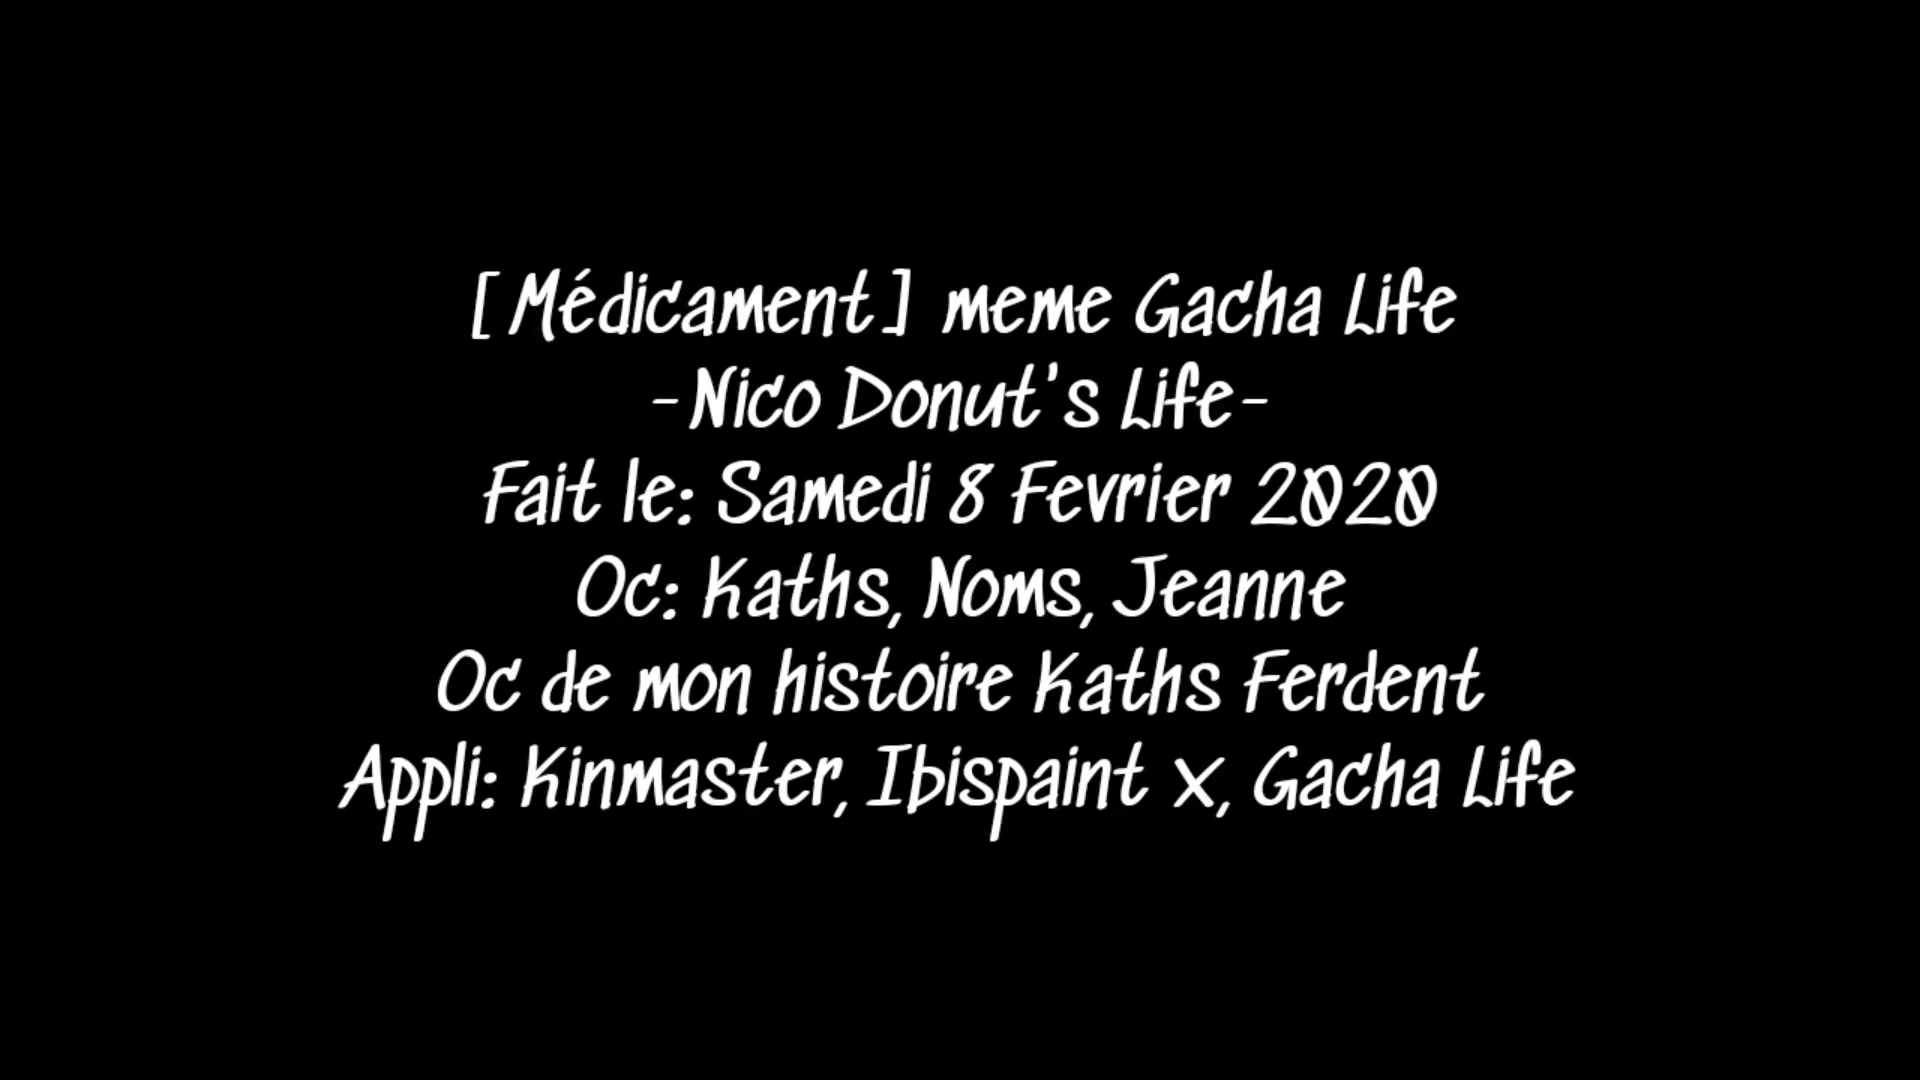 [Médicament] meme Gacha Life
-Nico Donut's Life-
Fait le: Samedi 8 Fevrier 2020
Oc: Kaths, Noms, Jeanne
Oc de mon histoire Kaths Ferdent
Appli: Kinmaster, Ibispaint x, Gacha Life